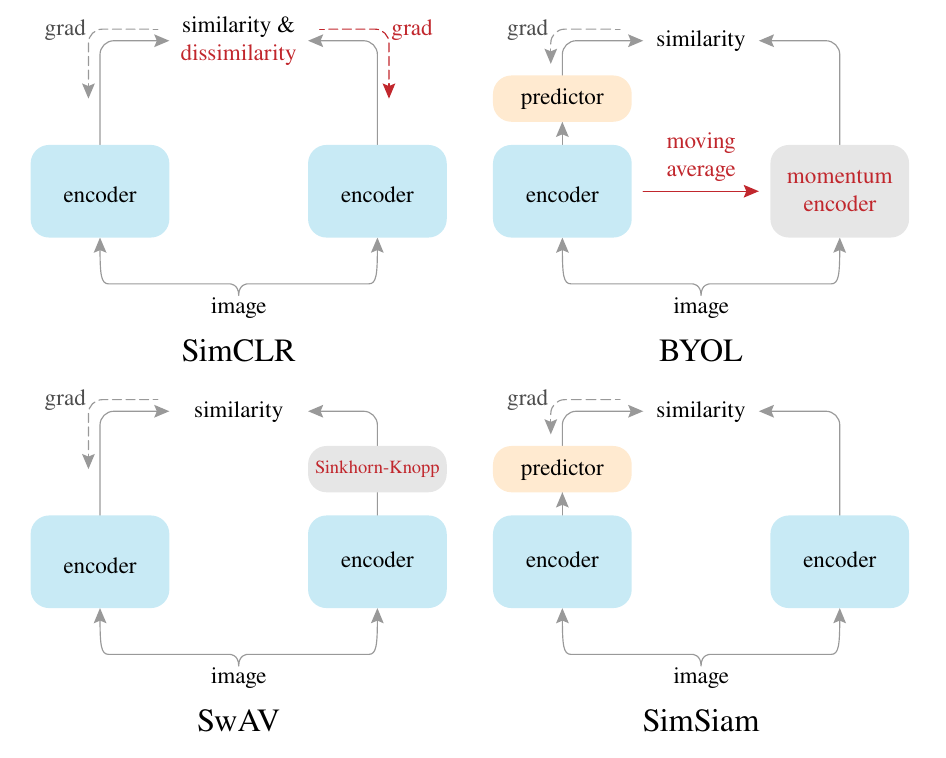 grad
similarity &
dissimilarity
grad
encoder
encoder
image
SimCLR
grad
similarity
predictor
moving
average
encoder
momentum
encoder
image
BYOL
grad
similarity
Sinkhorn-Knopp
encoder
encoder
image
SwAV
grad
similarity
predictor
encoder
encoder
image
SimSiam